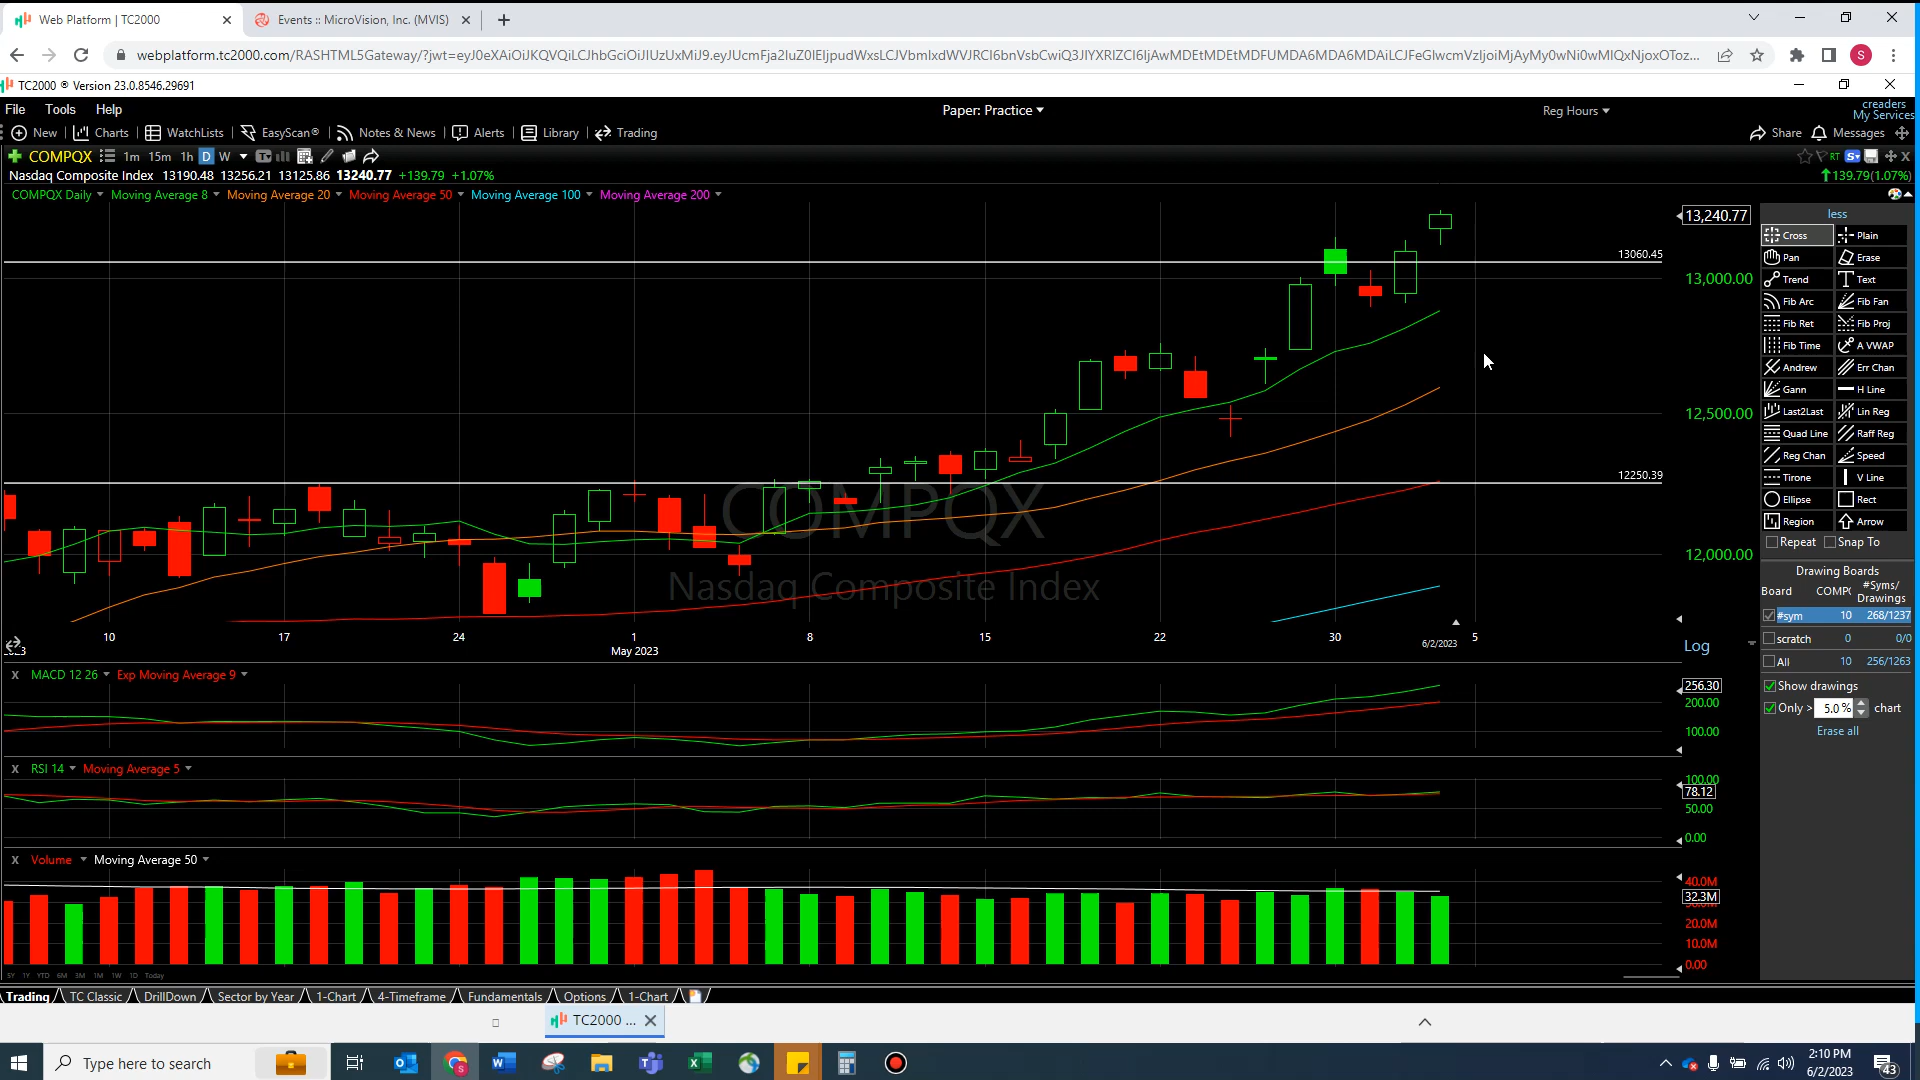 Web Platform | TC2000
Events :: MicroVision, Inc. (MVIS)
TC2000 ® Version 23.0.8546.29691
File Tools Help
Paper: Practice
Reg Hours
creaders
My Services
New Charts WatchLists EasyScan® Notes & News Alerts Library Trading
Share Messages
COMPQX 1m 15m 1h D W
RT
Nasdaq Composite Index 13190.48 13256.21 13125.86 13240.77 +139.79 +1.07%
139.79(1.07%)
COMPQX Daily Moving Average 8 Moving Average 20 Moving Average 50 Moving Average 100 Moving Average 200
less
Cross Plain
Pan Erase
Trend Text
Fib Arc Fib Fan
Fib Ret Fib Proj
Fib Time A VWAP
Andrew Err Chan
Gann H Line
Last2Last Lin Reg
Quad Line Raff Reg
Reg Chan Speed
Tirone V Line
Ellipse Rect
Region Arrow
Repeat Snap To
Drawing Boards
Board COMP #Syms/
Drawings
#sym 10 268/1237
scratch 0 0/0
All 10 256/1263
Show drawings
Only > 5.0 % chart
Erase all
13,240.77
13060.45
13,000.00
12,500.00
12250.39
12,000.00
COMPQX
Nasdaq Composite Index
10 17 24 1 8 15 22 30 5
May 2023
6/2/2023
Log
X MACD 12 26 Exp Moving Average 9
256.30
200.00
100.00
X RSI 14 Moving Average 5
100.00
78.12
50.00
0.00
X Volume Moving Average 50
40.0M
32.3M
20.0M
10.0M
0.00
5Y 1Y YTD 6M 3M 1M 1W 1D Today
Trading TC Classic DrillDown Sector by Year 1-Chart 4-Timeframe Fundamentals Options 1-Chart
TC2000 ...
Type here to search
2:10 PM
6/2/2023
43